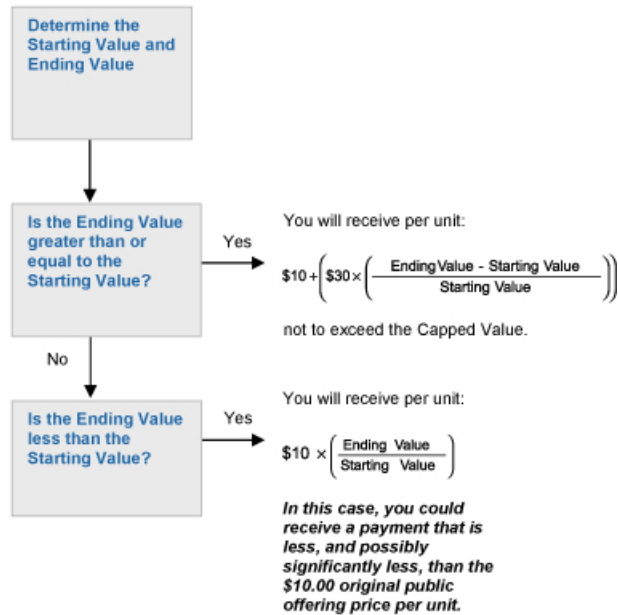 Determine the
Starting Value and
Ending Value
Is the Ending Value
greater than or
equal to the
Starting Value?
Yes
You will receive per unit:
$10+($30×(Ending Value - Starting Value
Starting Value))
not to exceed the Capped Value.
No
Is the Ending Value
less than the
Starting Value?
Yes
You will receive per unit:
$10 ×(Ending Value
Starting Value)
In this case, you could
receive a payment that is
less, and possibly
significantly less, than the
$10.00 original public
offering price per unit.